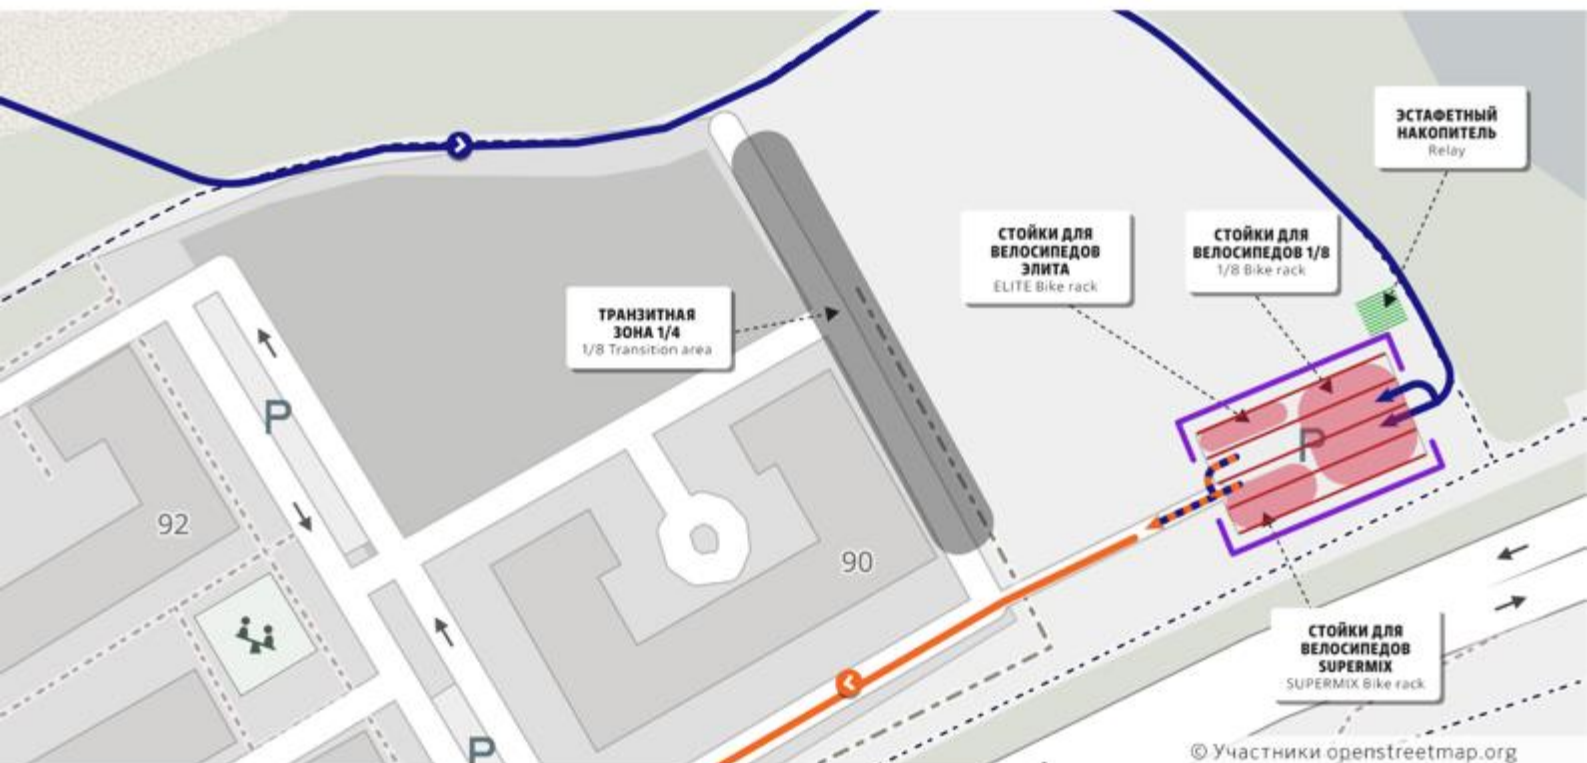 ЭСТАФЕТНЫЙ
НАКОПИТЕЛЬ
Relay
СТОЙКИ ДЛЯ
ВЕЛОСИПЕДОВ
ЭЛИТА
ELITE Bike rack
СТОЙКИ ДЛЯ
ВЕЛОСИПЕДОВ 1/8
1/8 Bike rack
ТРАНЗИТНАЯ
ЗОНА 1/4
1/8 Transition area
P
P
92
90
СТОЙКИ ДЛЯ
ВЕЛОСИПЕДОВ
SUPERMIX
SUPERMIX Bike rack
P
© Участники openstreetmap.org